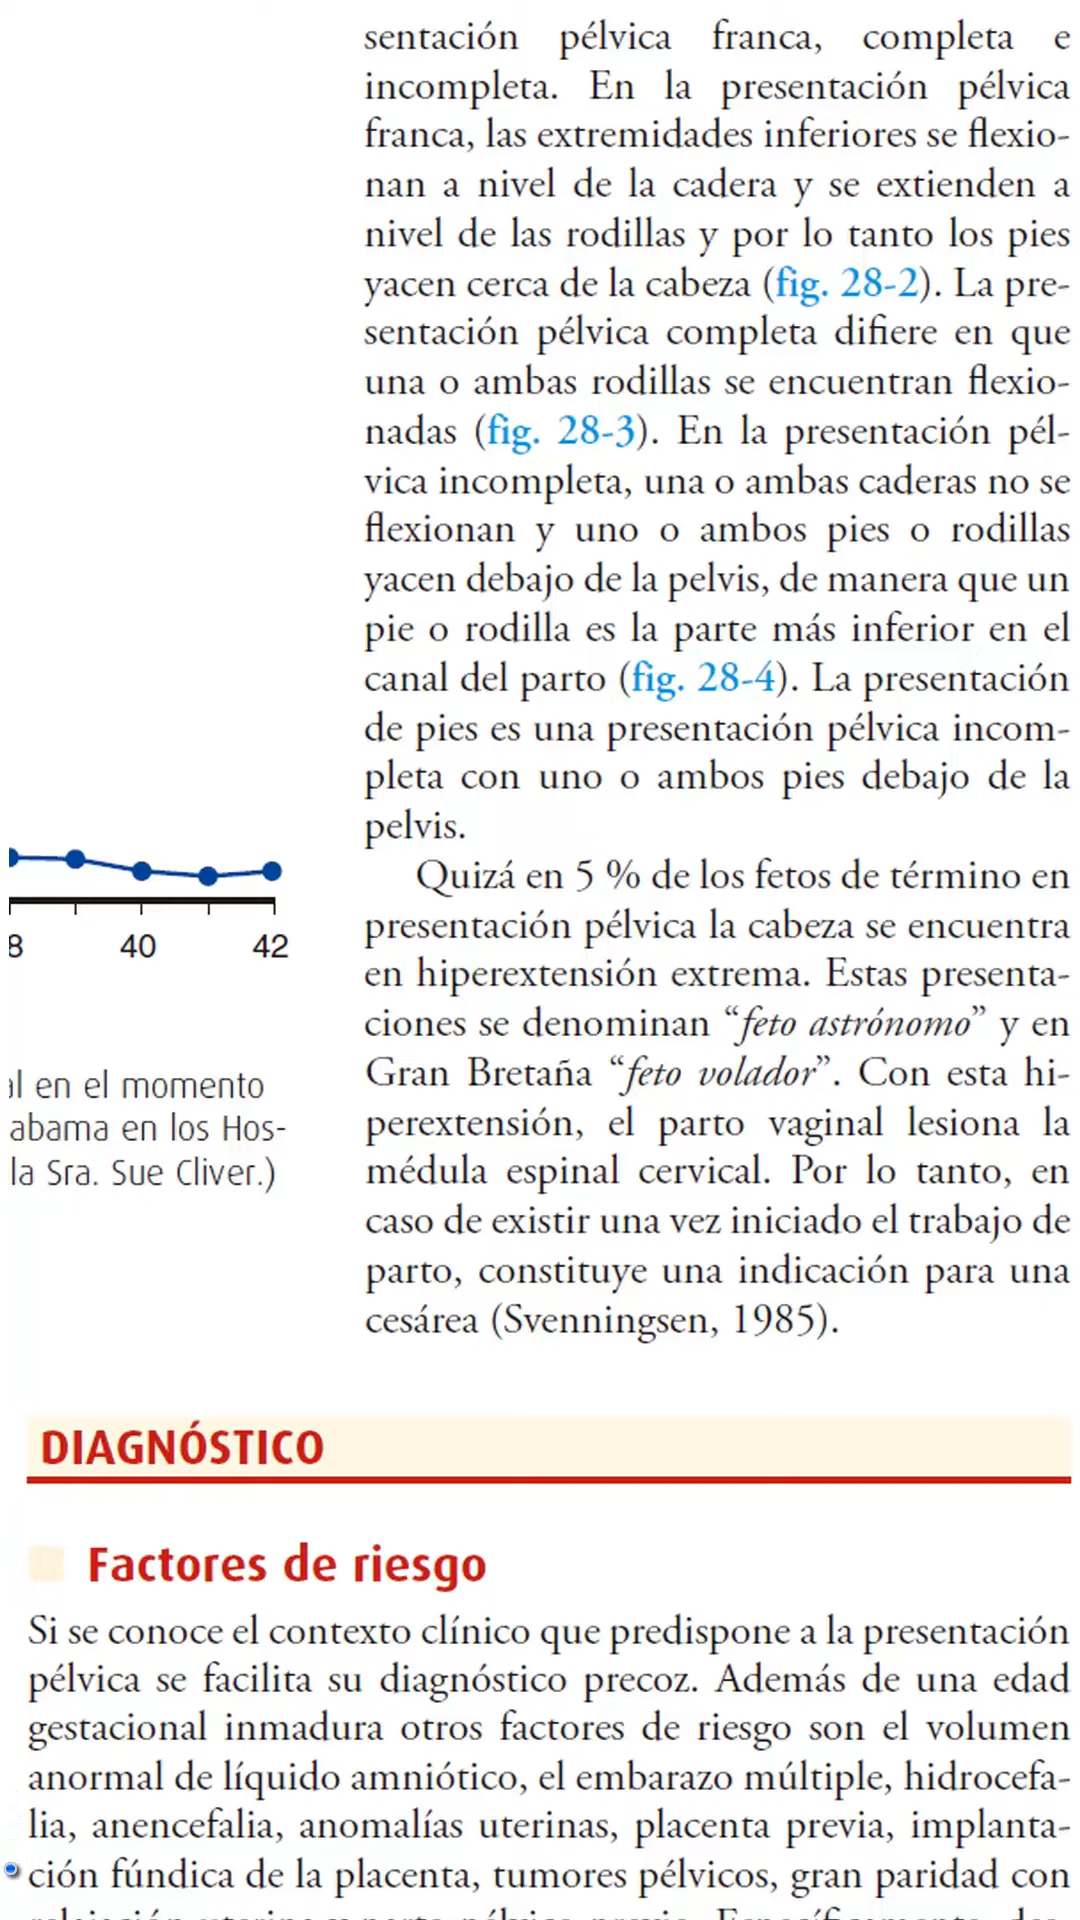 sentación pélvica franca, completa e
incompleta. En la presentación pélvica
franca, las extremidades inferiores se flexio-
nan a nivel de la cadera y se extienden a
nivel de las rodillas y por lo tanto los pies
yacen cerca de la cabeza (fig. 28-2). La pre-
sentación pélvica completa difiere en que
una o ambas rodillas se encuentran flexio-
nadas (fig. 28-3). En la presentación pél-
vica incompleta, una o ambas caderas no se
flexionan y uno o ambos pies o rodillas
yacen debajo de la pelvis, de manera que un
pie o rodilla es la parte más inferior en el
canal del parto (fig. 28-4). La presentación
de pies es una presentación pélvica incom-
pleta con uno o ambos pies debajo de la
pelvis.
Quizá en 5 % de los fetos de término en
presentación pélvica la cabeza se encuentra
en hiperextensión extrema. Estas presenta-
ciones se denominan “feto astrónomo” y en
Gran Bretaña “feto volador”. Con esta hi-
perextensión, el parto vaginal lesiona la
médula espinal cervical. Por lo tanto, en
caso de existir una vez iniciado el trabajo de
parto, constituye una indicación para una
cesárea (Svenningsen, 1985).
8 40 42
al en el momento
abama en los Hos-
la Sra. Sue Cliver.)
DIAGNÓSTICO
Factores de riesgo
Si se conoce el contexto clínico que predispone a la presentación
pélvica se facilita su diagnóstico precoz. Además de una edad
gestacional inmadura otros factores de riesgo son el volumen
anormal de líquido amniótico, el embarazo múltiple, hidrocefa-
lia, anencefalia, anomalías uterinas, placenta previa, implanta-
ción fúndica de la placenta, tumores pélvicos, gran paridad con